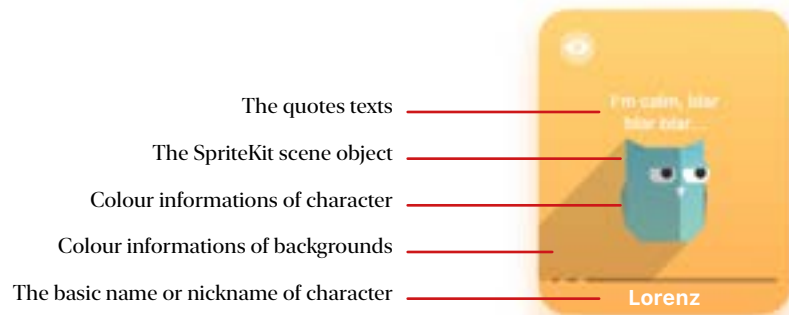 I'm calm, blar
blar blar...
The quotes texts
The SpriteKit scene object
Colour informations of character
Colour informations of backgrounds
The basic name or nickname of character
Lorenz